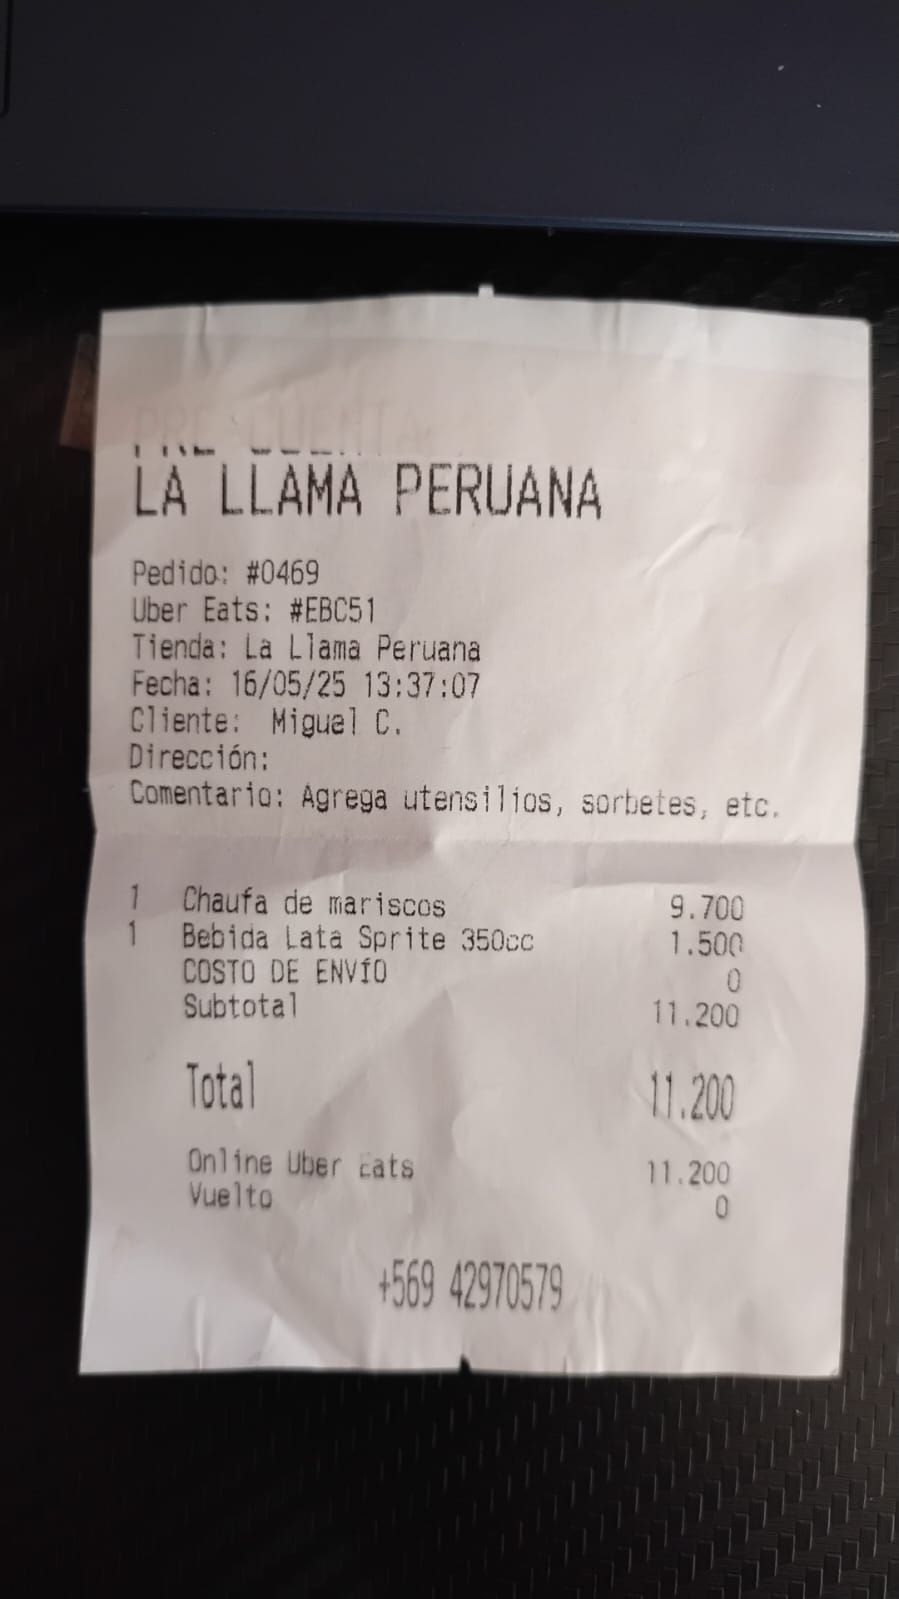 PRE-CUENTA
LA LLAMA PERUANA
Pedido: #0469
Uber Eats: #EBC51
Tienda: La Llama Peruana
Fecha: 16/05/25 13:37:07
Cliente: Miguel C.
Dirección:
Comentario: Agrega utensilios, sorbetes, etc.
1 Chaufa de mariscos 9.700
1 Bebida Lata Sprite 350cc 1.500
COSTO DE ENVÍO 0
Subtotal 11.200
Total 11.200
Online Uber Eats 11.200
Vuelto 0
+569 42970579